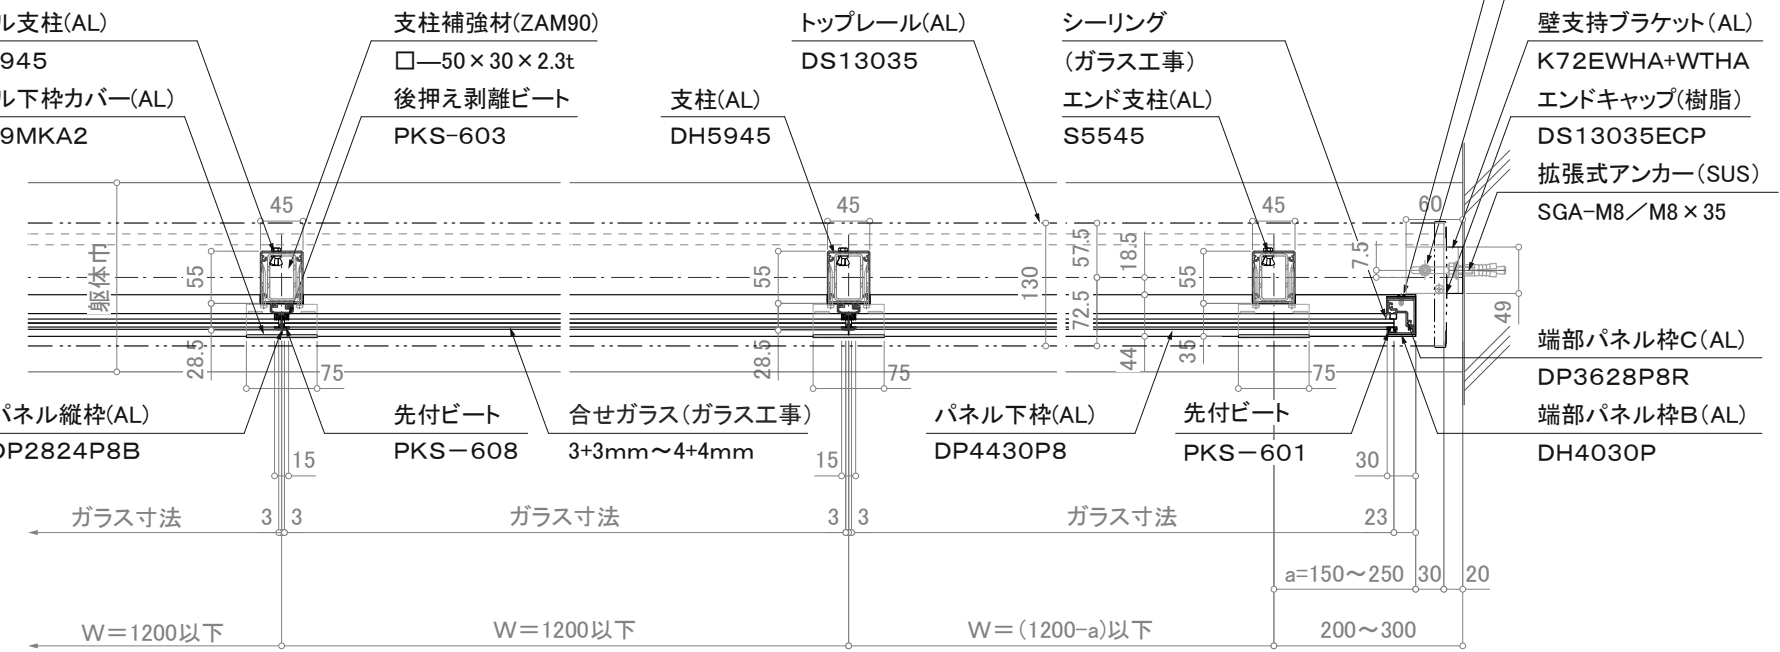 ル支柱(AL)
945
ル下枠カバー(AL)
9MKA2
支柱補強材(ZAM90)
□―50×30×2.3t
後押え剥離ビート
PKS-603
支柱(AL)
DH5945
トップレール(AL)
DS13035
シーリング
(ガラス工事)
エンド支柱(AL)
S5545
壁支持ブラケット(AL)
K72EWHA+WTHA
エンドキャップ(樹脂)
DS13035ECP
拡張式アンカー(SUS)
SGA-M8／M8×35
45
45
45
60
躯体巾
55
55
130
57.5
18.5
55
7.5
72.5
49
28.5
28.5
44
35
75
75
75
端部パネル枠C(AL)
DP3628P8R
端部パネル枠B(AL)
DH4030P
パネル縦枠(AL)
DP2824P8B
先付ビート
PKS－608
合せガラス(ガラス工事)
3+3mm～4+4mm
パネル下枠(AL)
DP4430P8
先付ビート
PKS－601
15
15
30
ガラス寸法
3
3
ガラス寸法
3
3
ガラス寸法
23
a=150～250
30
20
W＝1200以下
W＝1200以下
W＝(1200-a)以下
200～300